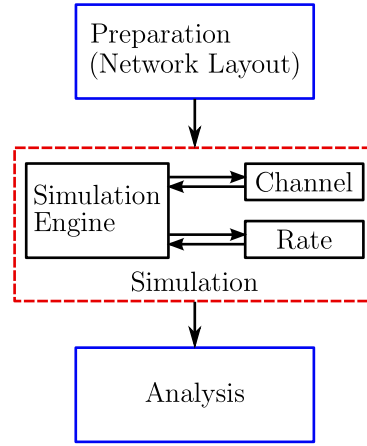 Preparation
(Network Layout)
Simulation
Engine
Channel
Rate
Simulation
Analysis